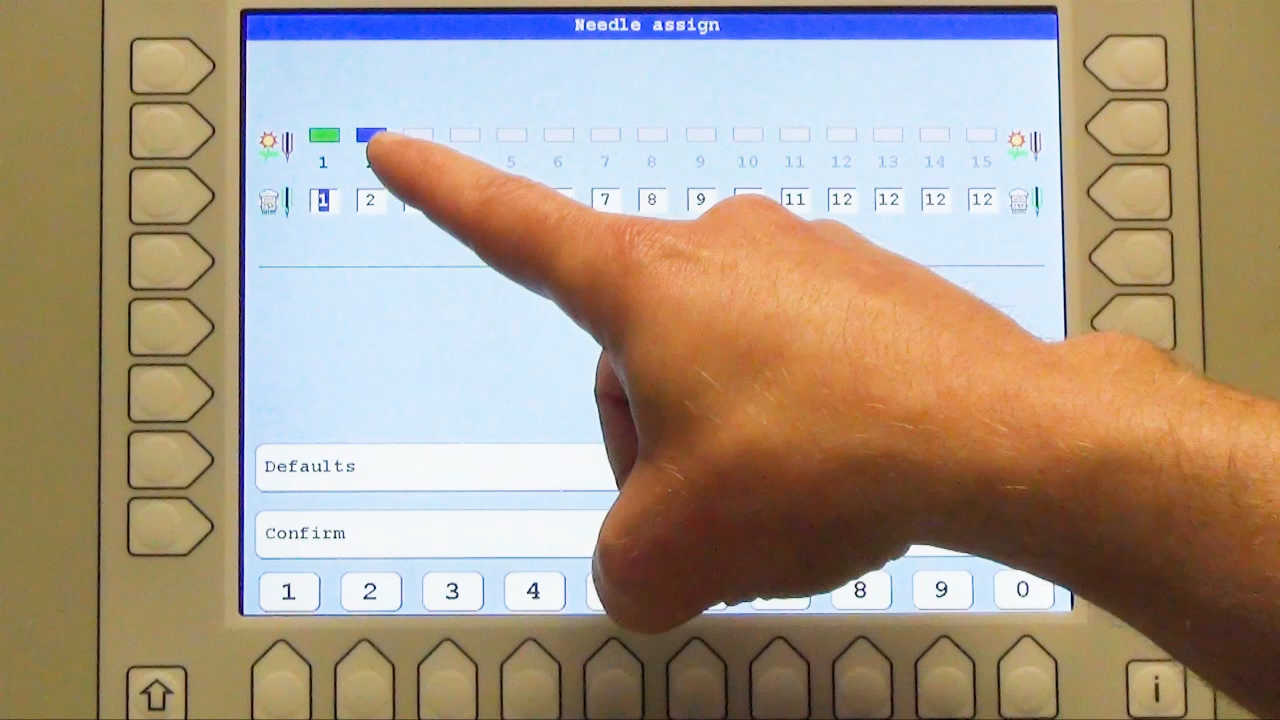 Needle assign
1 5 6 7 8 9 10 11 12 13 14 15
1 2 7 8 9 11 12 12 12 12
Defaults
Confirm
1 2 3 4 8 9 0
i